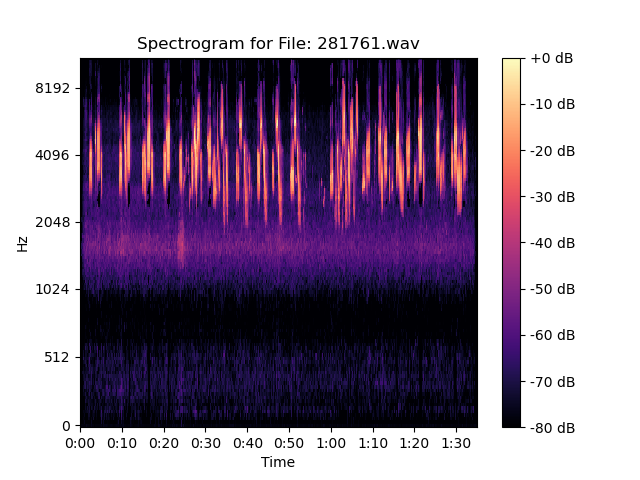 Spectrogram for File: 281761.wav
+0 dB
8192
-10 dB
4096
-20 dB
-30 dB
2048
Hz
-40 dB
1024
-50 dB
-60 dB
512
-70 dB
0
-80 dB
0:00 0:10 0:20 0:30 0:40 0:50 1:00 1:10 1:20 1:30
Time